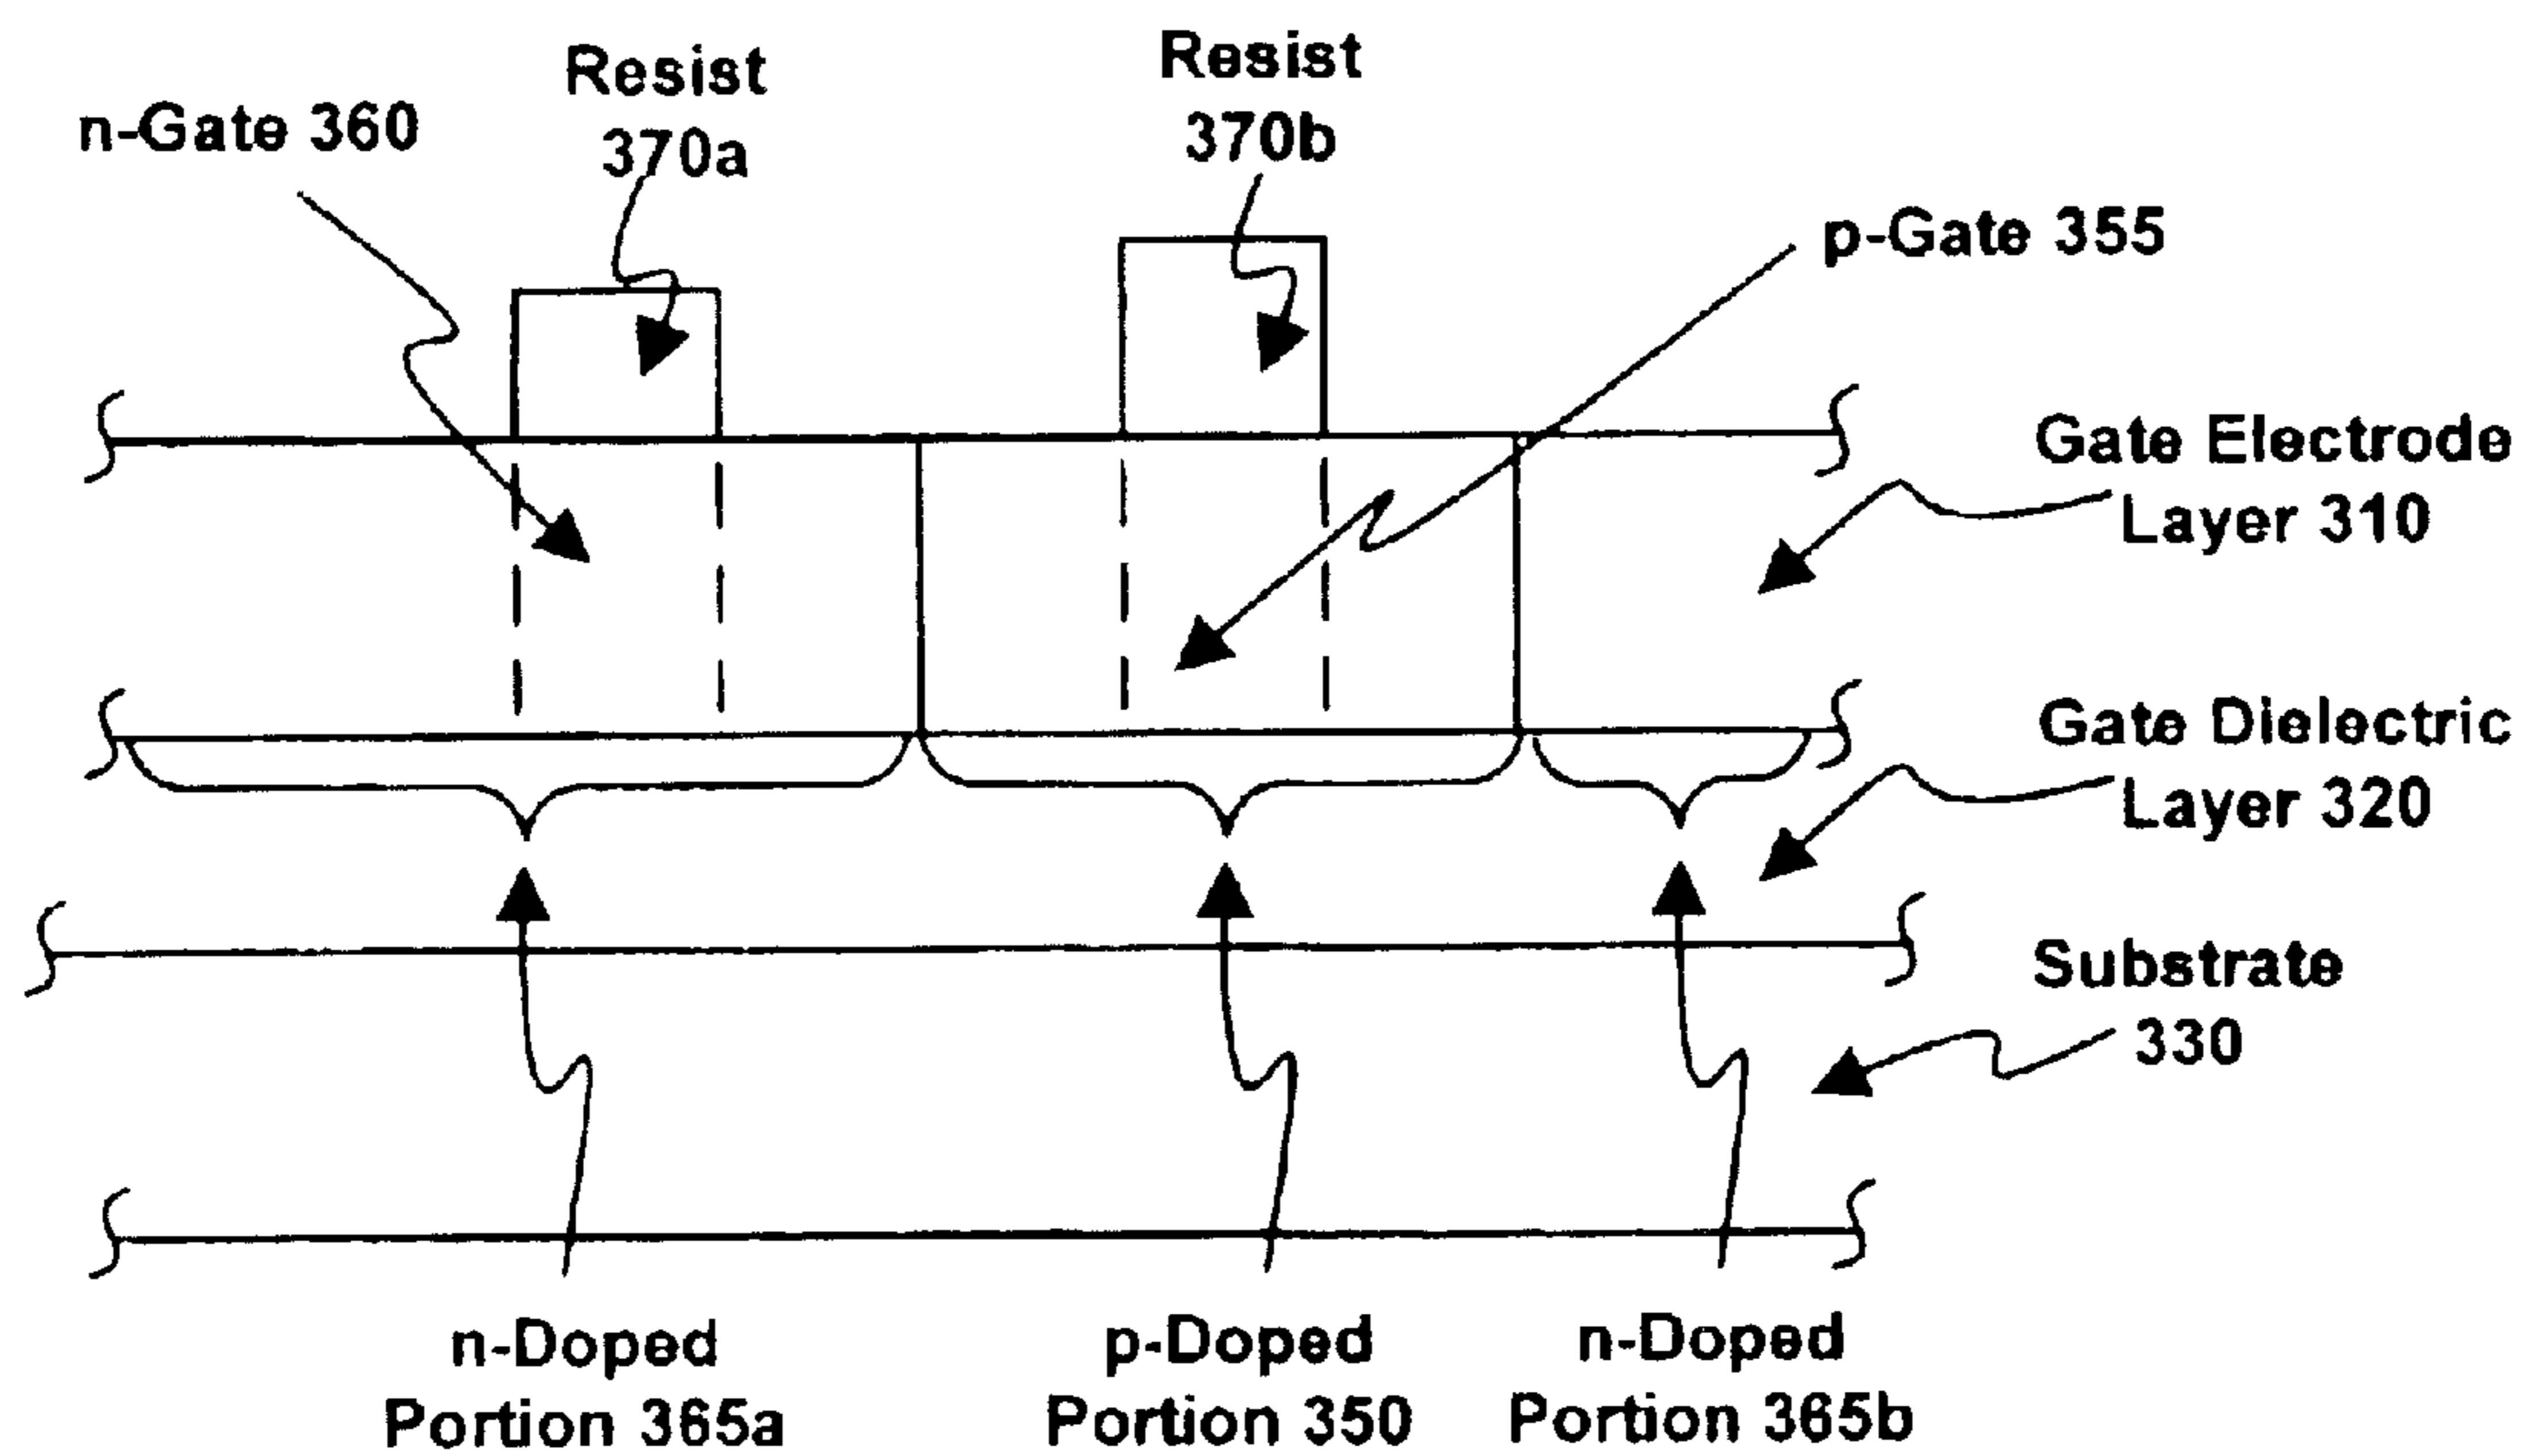 Resist
370a
Resist
370b
n-Gate 360
p-Gate 355
Gate Electrode
Layer 310
Gate Dielectric
Layer 320
Substrate
330
n-Doped
Portion 365a
p-Doped
Portion 350
n-Doped
Portion 365b